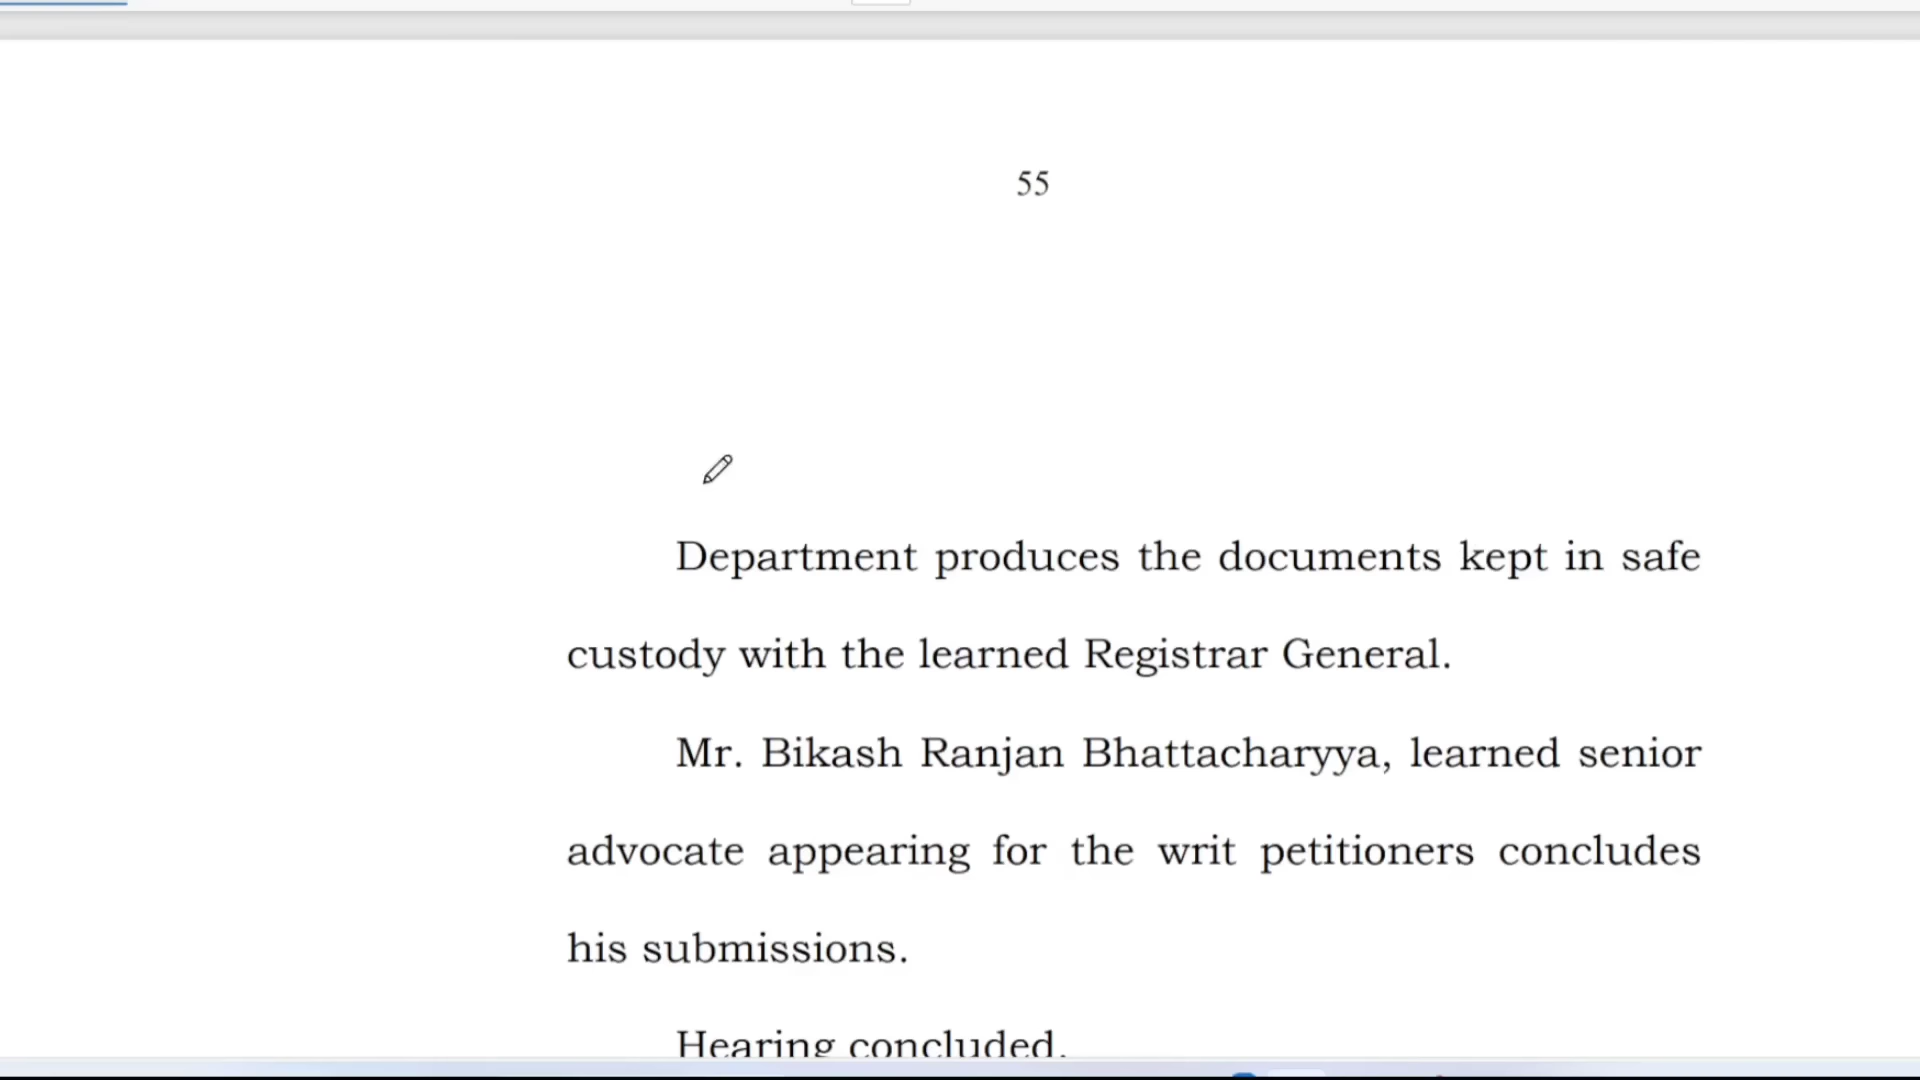 55
Department produces the documents kept in safe
custody with the learned Registrar General.
Mr. Bikash Ranjan Bhattacharyya, learned senior
advocate appearing for the writ petitioners concludes
his submissions.
Hearing concluded.